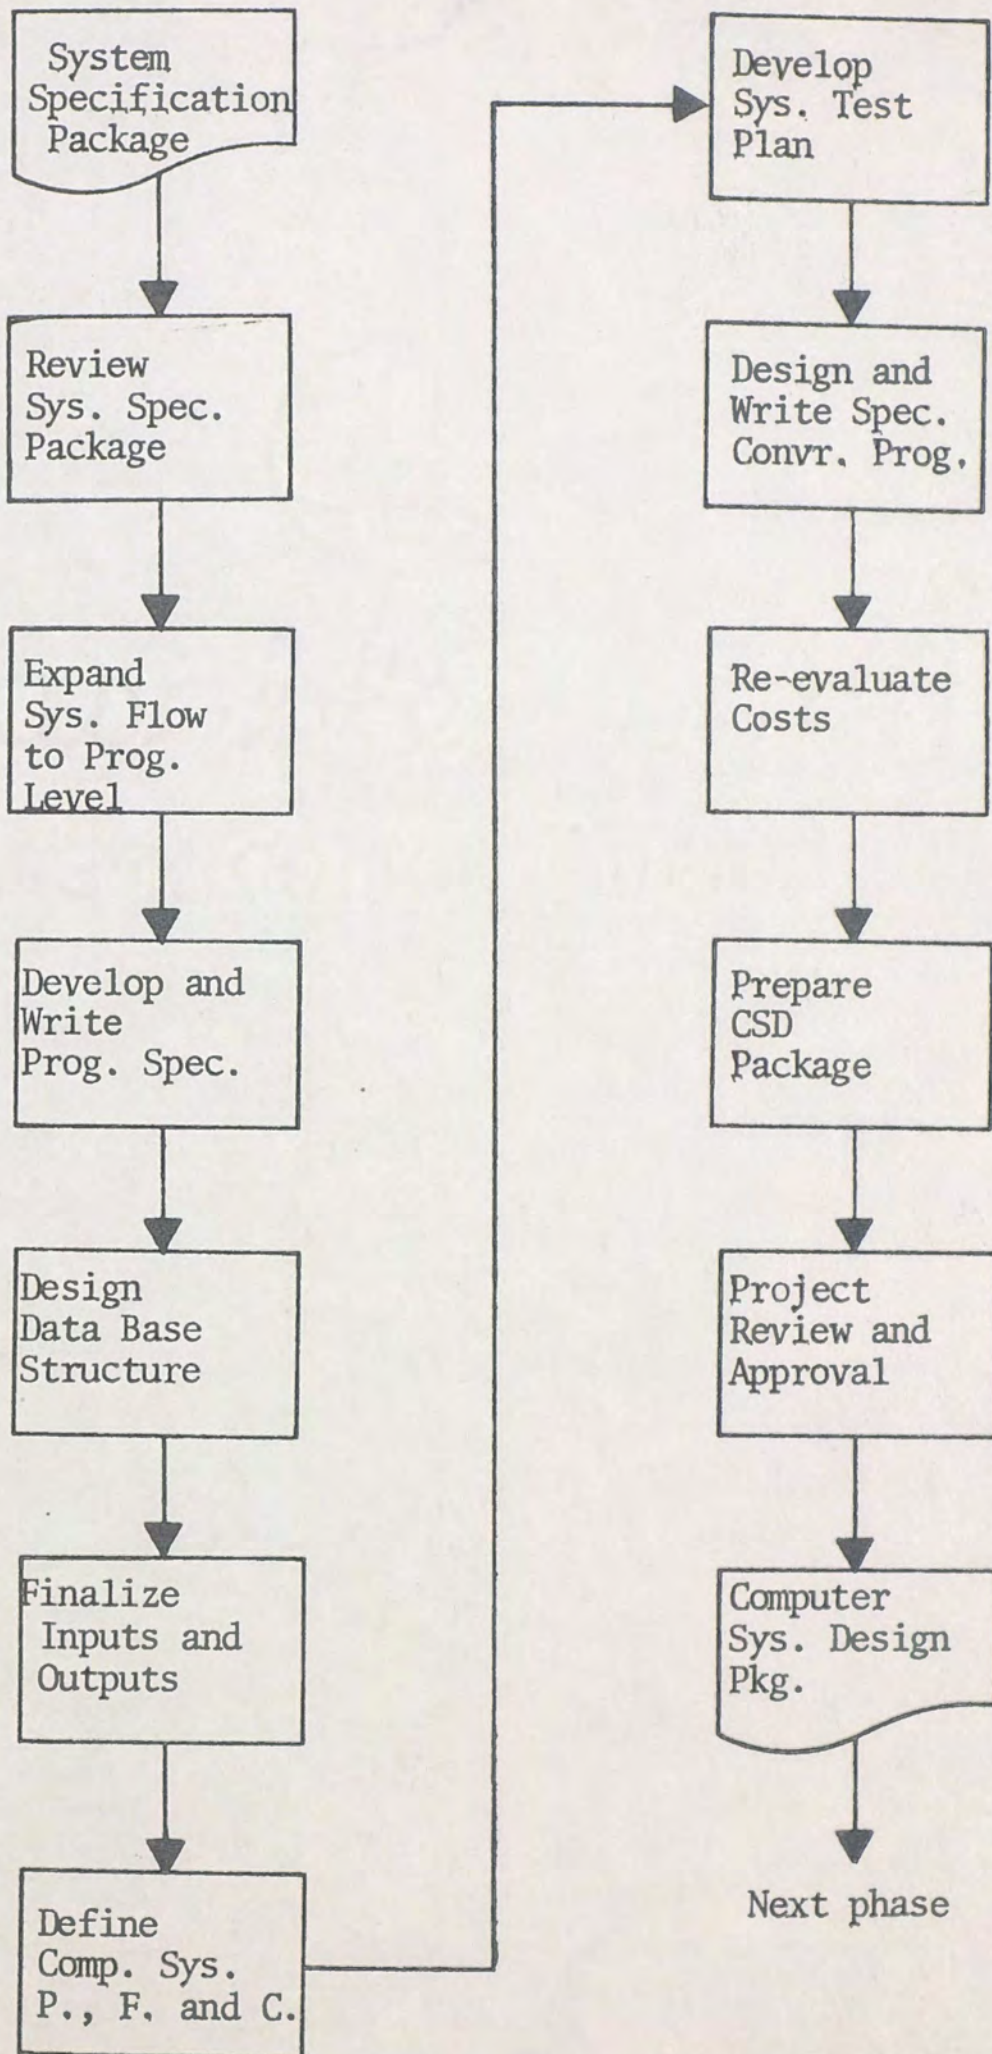 System
Specification
Package
Review
Sys. Spec.
Package
Expand
Sys. Flow
to Prog.
Level
Develop and
Write
Prog. Spec.
Design
Data Base
Structure
Finalize
Inputs and
Outputs
Define
Comp. Sys.
P., F. and C.
Develop
Sys. Test
Plan
Design and
Write Spec.
Convr. Prog.
Re-evaluate
Costs
Prepare
CSD
Package
Project
Review and
Approval
Computer
Sys. Design
Pkg.
Next phase